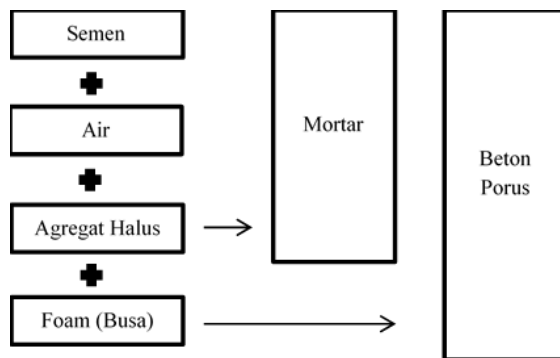 Semen
Air
Agregat Halus
Foam (Busa)
Mortar
Beton
Porus